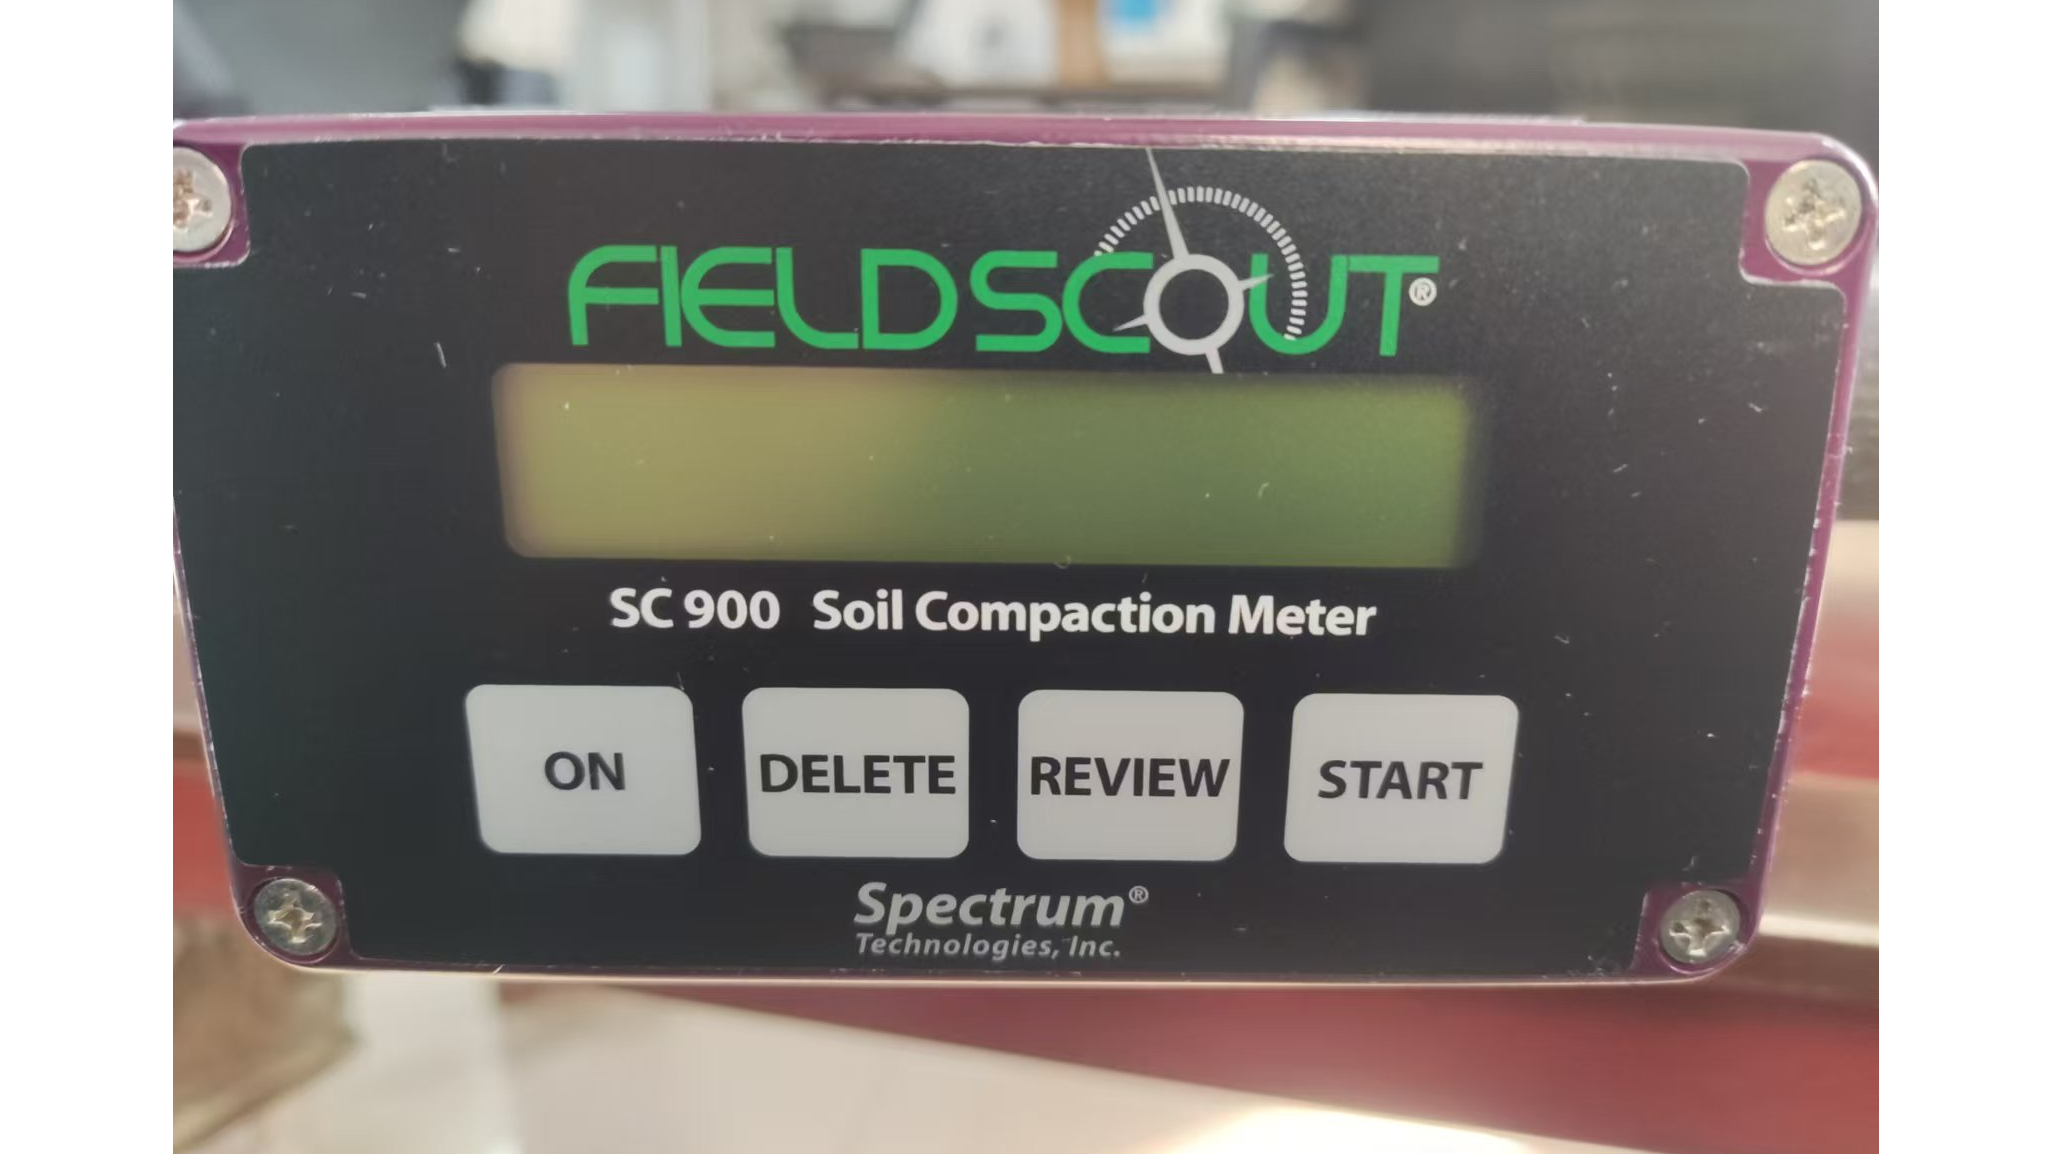 FIELDSCOUT®
SC 900 Soil Compaction Meter
ON DELETE REVIEW START
Spectrum®
Technologies, Inc.